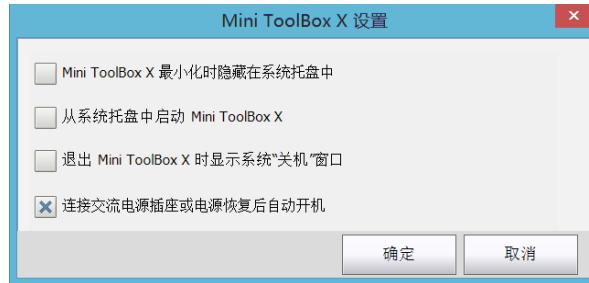 Mini ToolBox X 设置
Mini ToolBox X 最小化时隐藏在系统托盘中
从系统托盘中启动 Mini ToolBox X
退出 Mini ToolBox X 时显示系统“关机”窗口
连接交流电源插座或电源恢复后自动开机
确定
取消